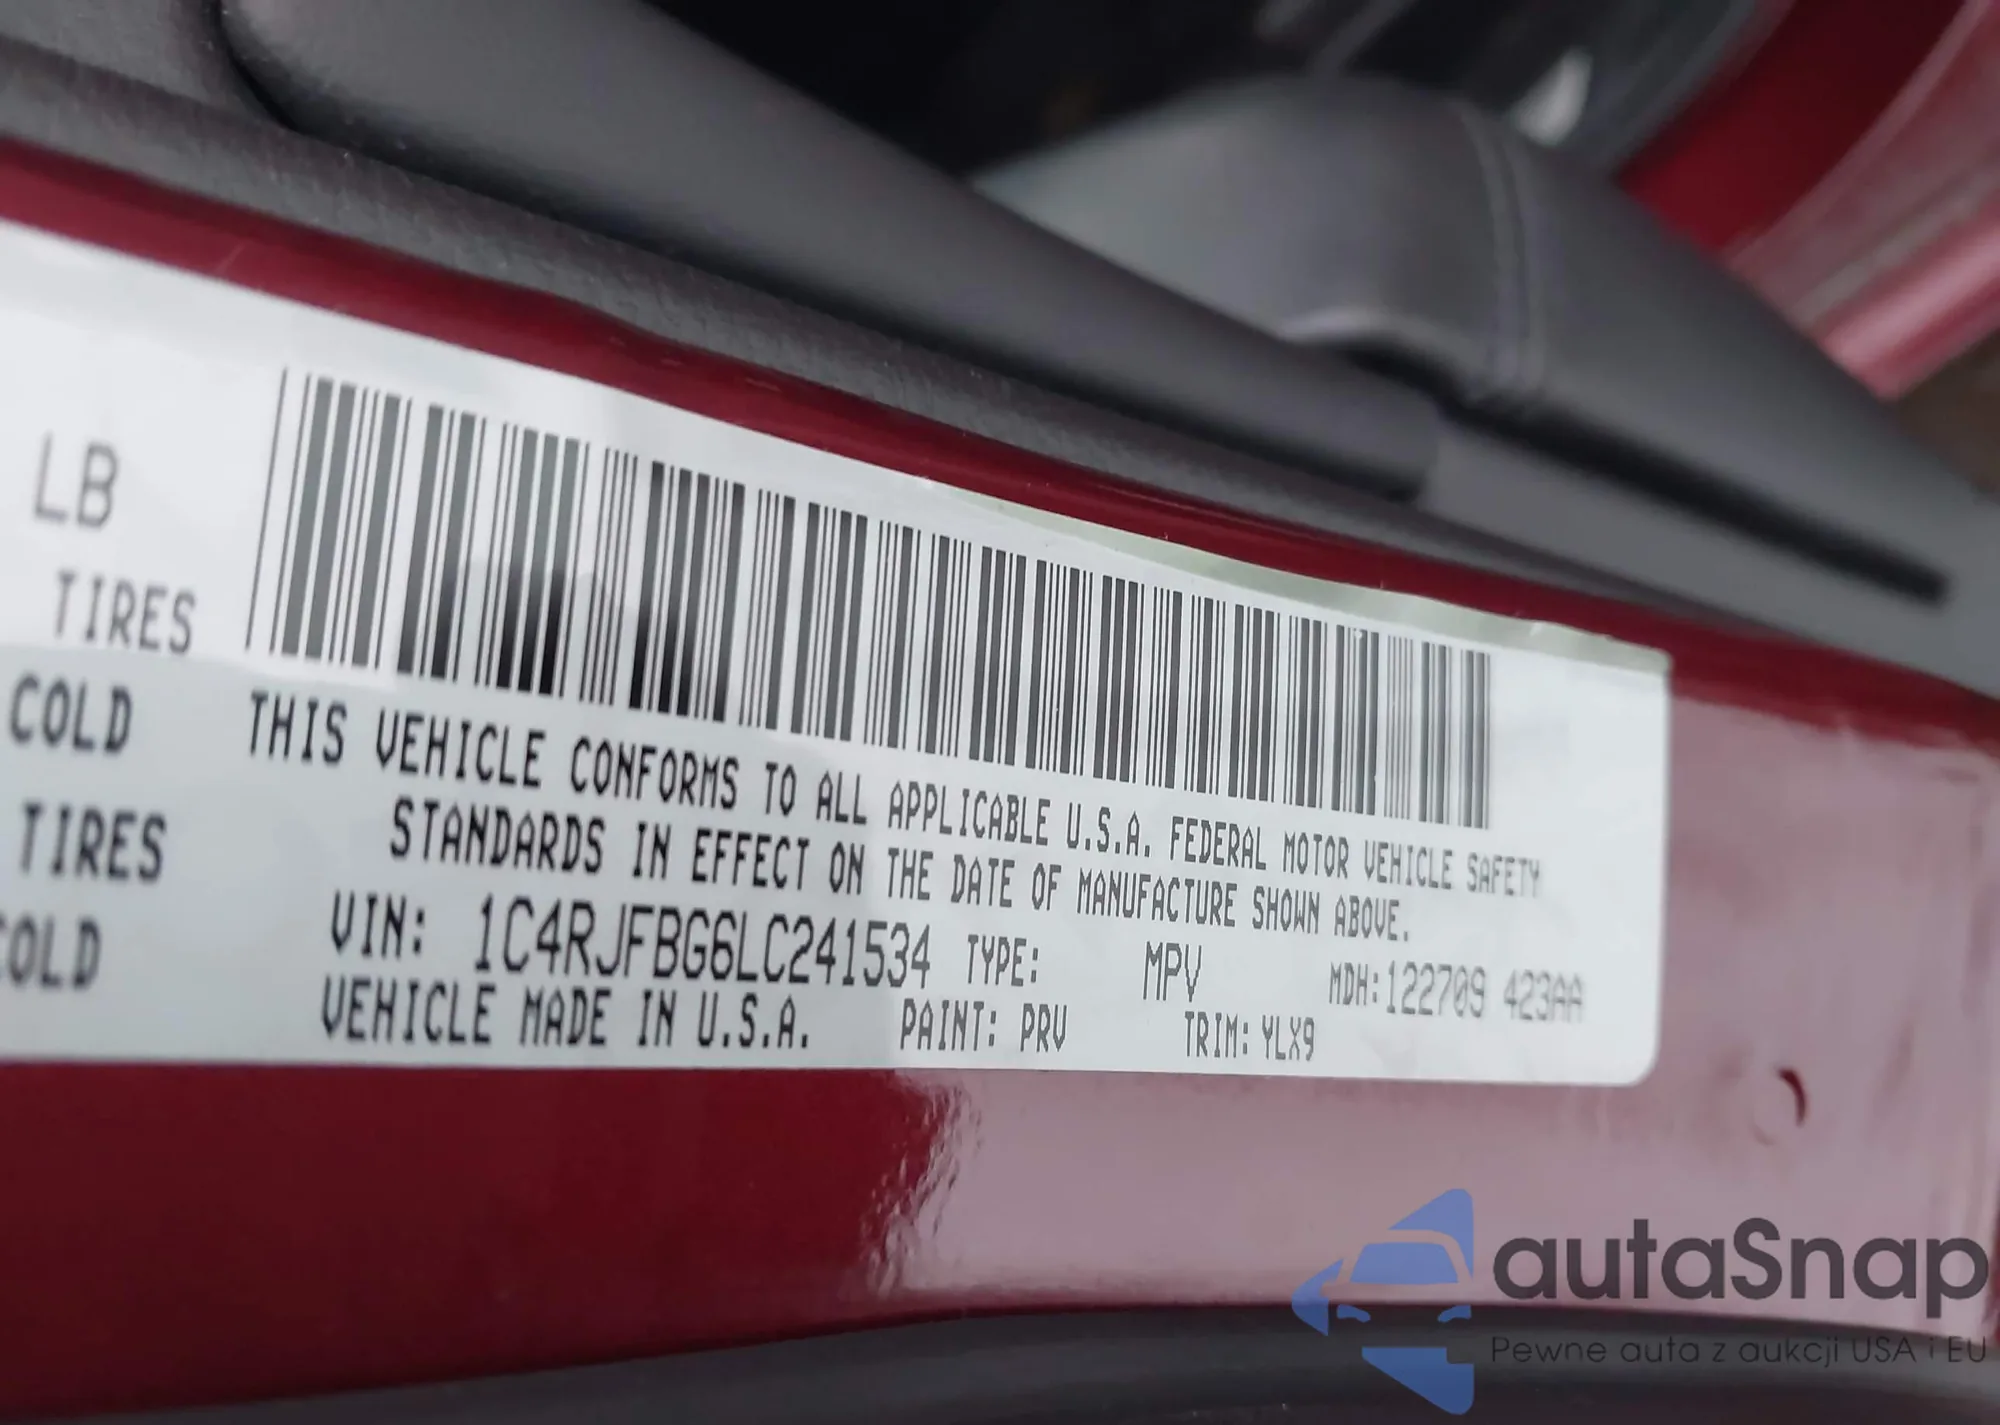 LB
TIRES
COLD
TIRES
COLD
THIS VEHICLE CONFORMS TO ALL APPLICABLE U.S.A. FEDERAL MOTOR VEHICLE SAFETY
STANDARDS IN EFFECT ON THE DATE OF MANUFACTURE SHOWN ABOVE.
VIN: 1C4RJFBG6LC241534 TYPE: MPV MDH:122709 423AA
VEHICLE MADE IN U.S.A. PAINT: PRV TRIM: YLX9
autaSnap
Pewne auta z aukcji USA i EU